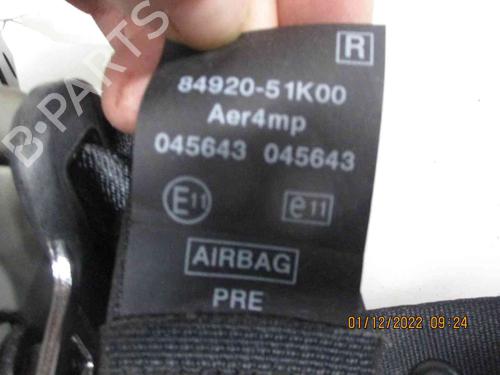 R
84920-51K00
Aer4mp
045643 045643
E11 e11
AIRBAG
PRE
01/12/2022 09:24
B-PARTS